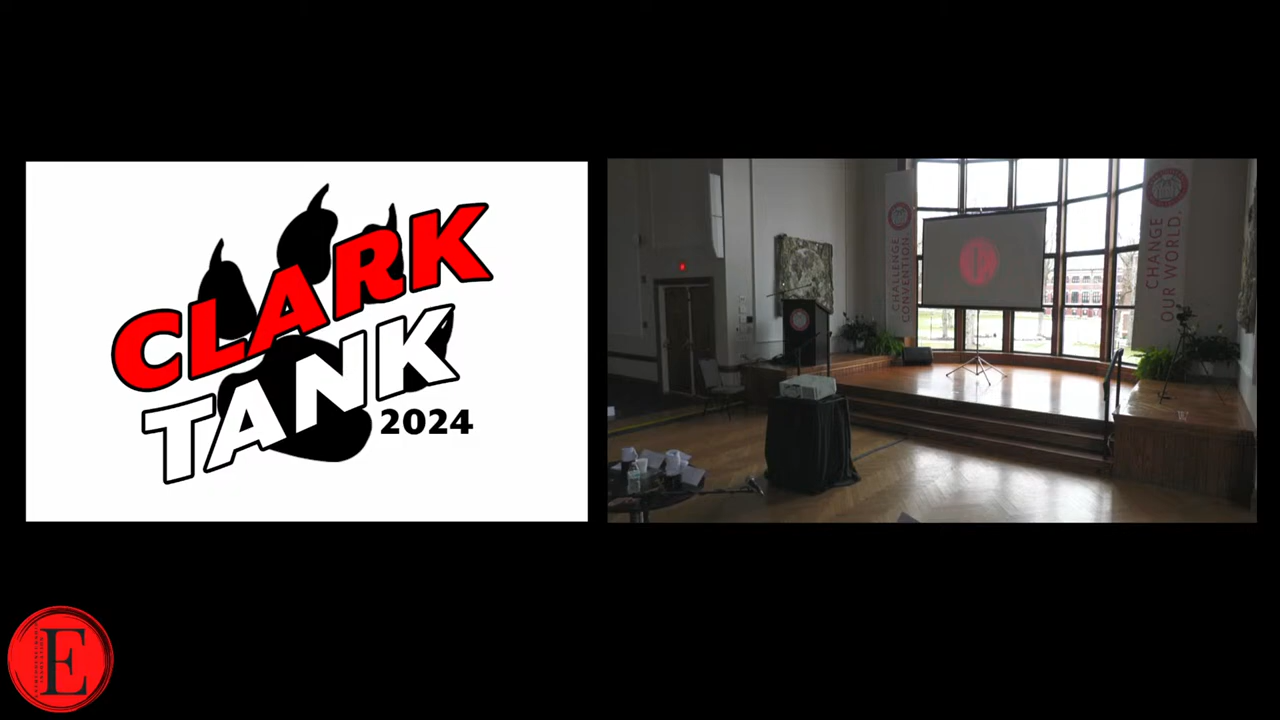 CLARK
TANK
2024
CHALLENGE
CONVENTION.
CHANGE
OUR WORLD.
E